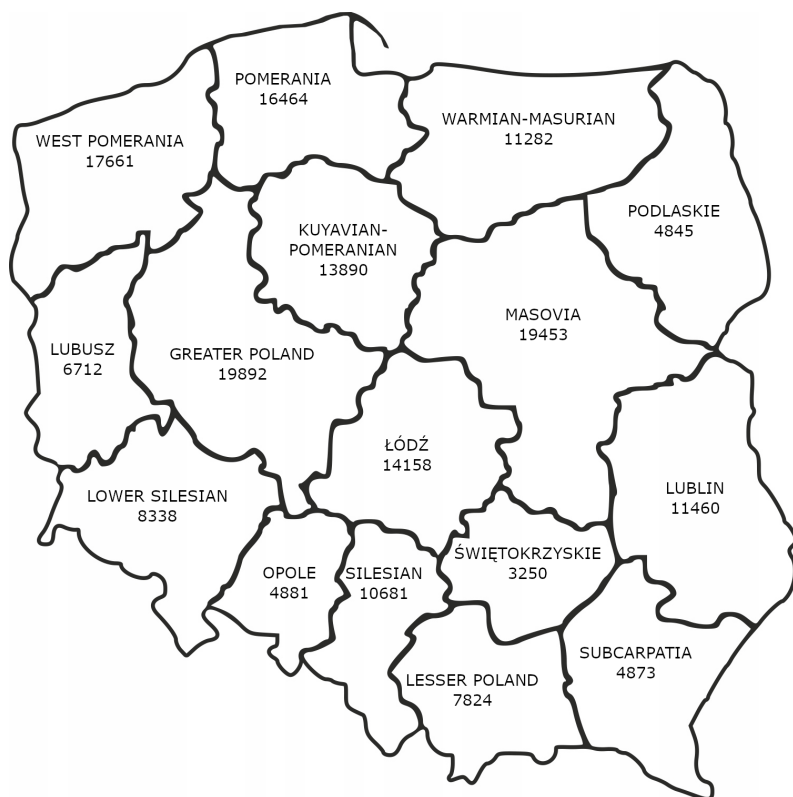 POMERANIA
16464
WARMIAN-MASURIAN
11282
WEST POMERANIA
17661
PODLASKIE
4845
KUYAVIAN-
POMERANIAN
13890
MASOVIA
19453
LUBUSZ
6712
GREATER POLAND
19892
ŁÓDŹ
14158
LOWER SILESIAN
8338
LUBLIN
11460
OPOLE
4881
SILESIAN
10681
ŚWIĘTOKRZYSKIE
3250
SUBCARPATIA
4873
LESSER POLAND
7824